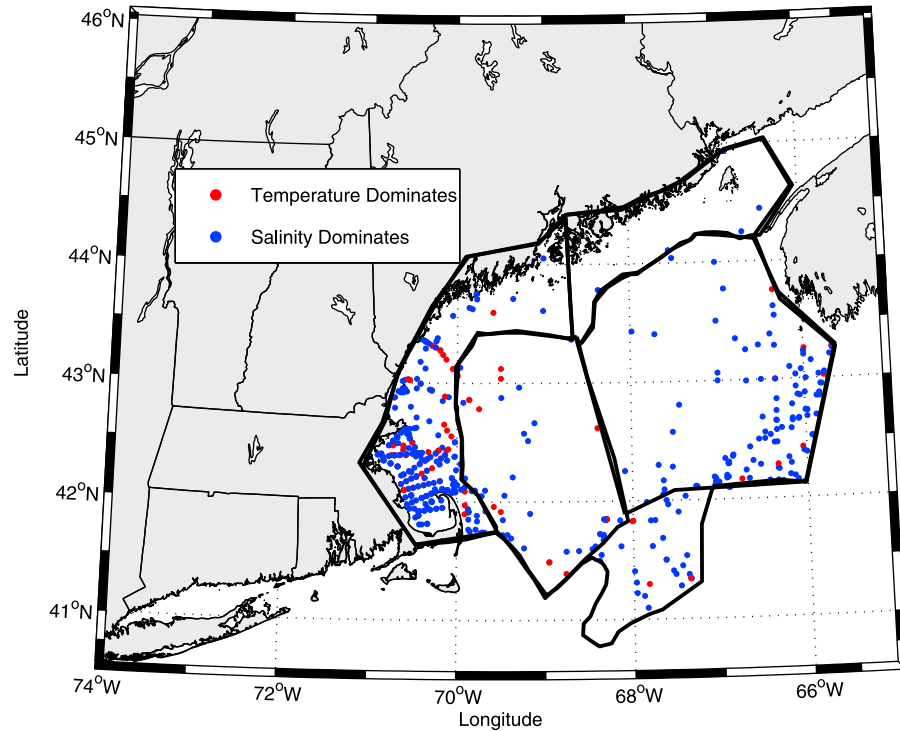 46°N
45°N
44°N
43°N
42°N
41°N
Latitude
Temperature Dominates
Salinity Dominates
74°W
72°W
70°W
68°W
66°W
Longitude